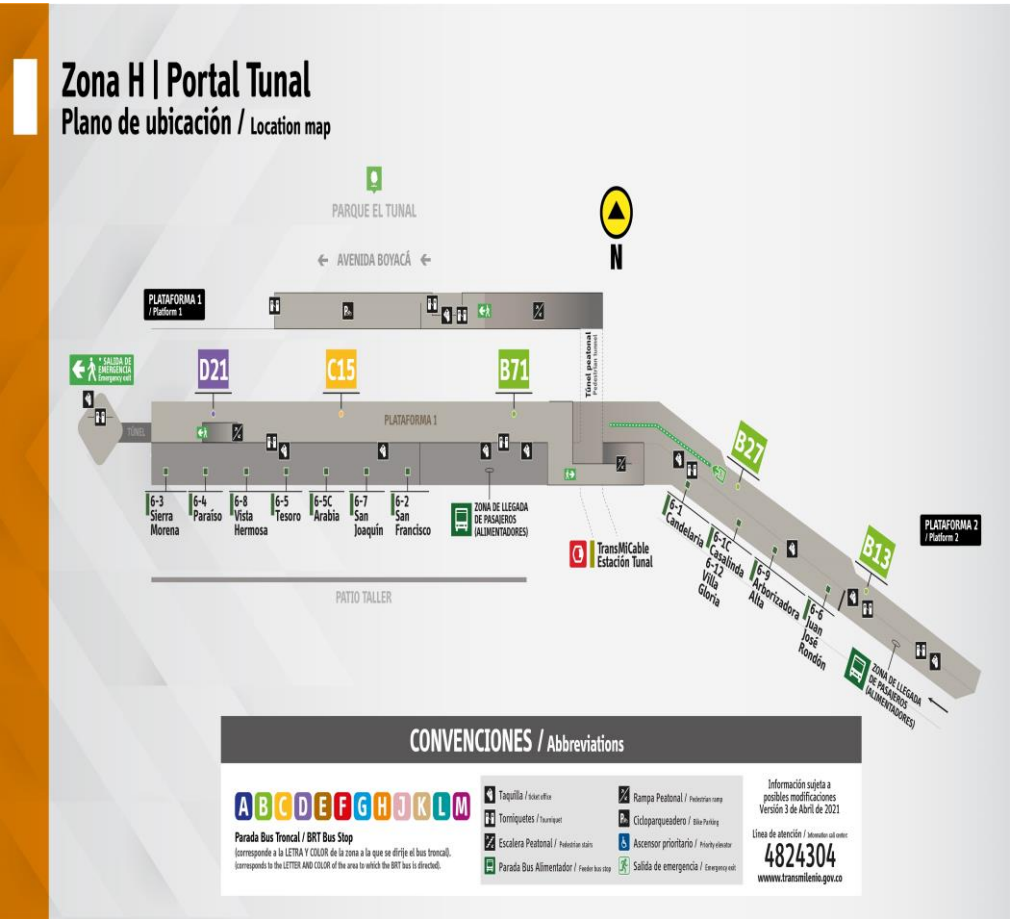 Zona H | Portal Tunal
Plano de ubicación / Location map
PARQUE EL TUNAL
← AVENIDA BOYACÁ ←
N
PLATAFORMA 1
/ Platform 1
* SALIDA DE
EMERGENCIA
Emergency exit
D21
C15
B71
Túnel peatonal
Pedestrian tunnel
PLATAFORMA 1
TÚNEL
B27
6-3
Sierra
Morena
6-4
Paraíso
6-8
Vista
Hermosa
6-5
Tesoro
6-5C
Arabia
6-7
San
Joaquín
6-2
San
Francisco
ZONA DE LLEGADA
DE PASAJEROS
(ALIMENTADORES)
6-1
Candelaria
6-1C
Casalinda
6-12
Villa
Gloria
6-9
Arborizadora
Alta
6-6
Juan
José
Rondón
B13
PLATAFORMA 2
/ Platform 2
TransMiCable
Estación Tunal
ZONA DE LLEGADA
DE PASAJEROS
(ALIMENTADORES)
PATIO TALLER
CONVENCIONES / Abbreviations
A B C D E F G H J K L M
Parada Bus Troncal / BRT Bus Stop
(corresponde a la LETRA Y COLOR de la zona a la que se dirije el bus troncal).
(corresponds to the LETTER AND COLOR of the area to which the BRT bus is directed).
Taquilla / ticket office
Torniquetes / Tourniquet
Escalera Peatonal / Pedestrian stairs
Parada Bus Alimentador / Feeder bus stop
Rampa Peatonal / Pedestrian ramp
Cicloparqueadero / Bike Parking
Ascensor prioritario / Priority elevator
Salida de emergencia / Emergency exit
Información sujeta a
posibles modificaciones
Versión 3 de Abril de 2021
Línea de atención / Information call center:
4824304
www.transmilenio.gov.co